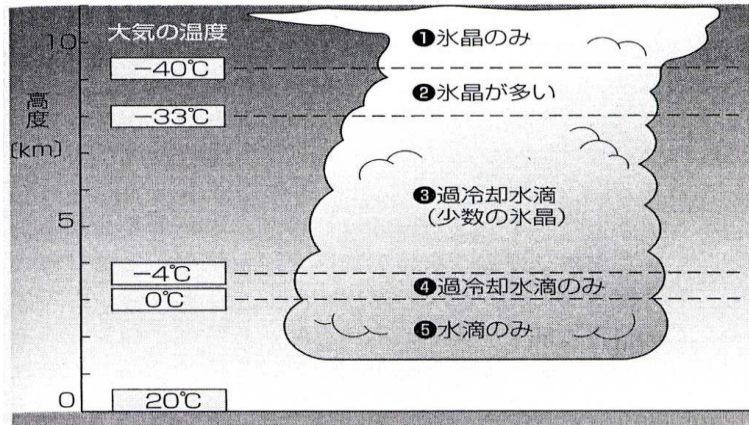 大気の温度
10
−40℃
−33℃
高度
[km]
5
−4℃
0℃
0
20℃
❶氷晶のみ
❷氷晶が多い
❸過冷却水滴
(少数の氷晶)
❹過冷却水滴のみ
❺水滴のみ